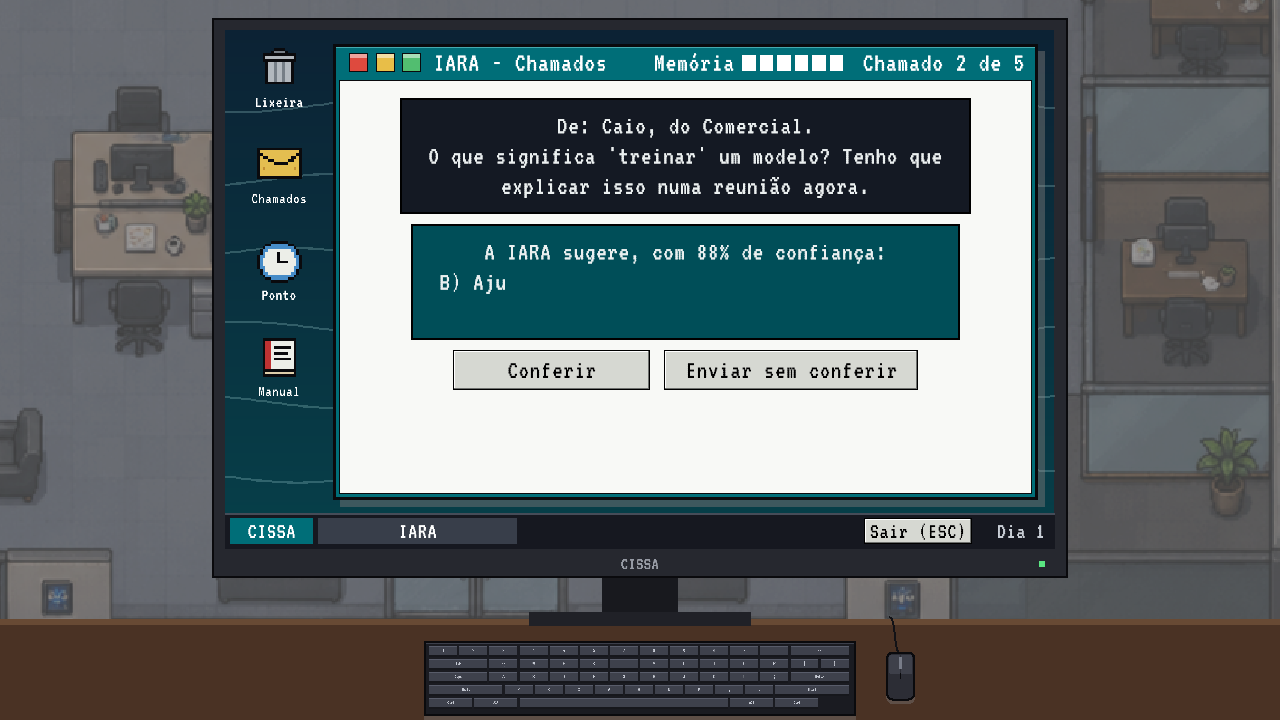 IARA - Chamados
Memória
Chamado 2 de 5
Lixeira
Chamados
Ponto
Manual
De: Caio, do Comercial.
O que significa 'treinar' um modelo? Tenho que
explicar isso numa reunião agora.
A IARA sugere, com 88% de confiança:
B) Aju
Conferir
Enviar sem conferir
CISSA
IARA
Sair (ESC)
Dia 1
CISSA